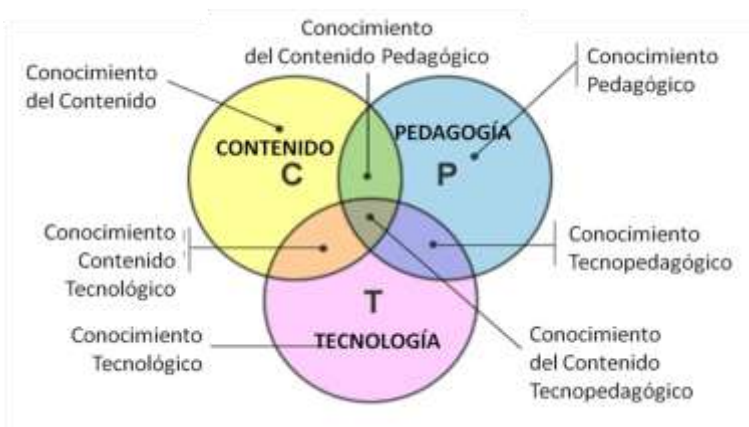 Conocimiento
del Contenido Pedagógico
Conocimiento
Pedagógico
Conocimiento
del Contenido
CONTENIDO
C
PEDAGOGÍA
P
Conocimiento
Contenido
Tecnológico
Conocimiento
Tecnopedagógico
T
TECNOLOGÍA
Conocimiento
Tecnológico
Conocimiento
del Contenido
Tecnopedagógico